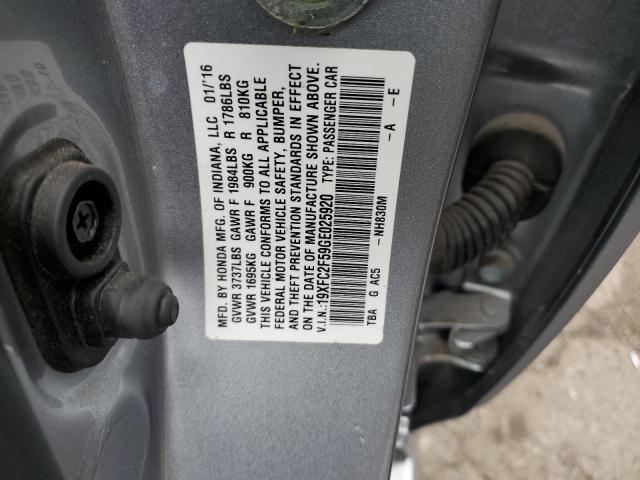 MFD. BY HONDA MFG. OF INDIANA, LLC 01/'16
GVWR 3737LBS GAWR F 1984LBS R 1786LBS
GVWR 1695KG GAWR F 900KG R 810KG
THIS VEHICLE CONFORMS TO ALL APPLICABLE
FEDERAL MOTOR VEHICLE SAFETY, BUMPER,
AND THEFT PREVENTION STANDARDS IN EFFECT
ON THE DATE OF MANUFACTURE SHOWN ABOVE.
V.I.N.:19XFC2F59GE025920 TYPE: PASSENGER CAR
TBA G AC5 -NH830M -A -E